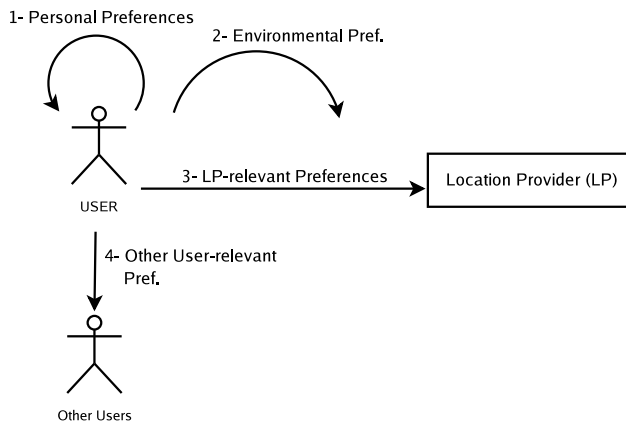 1- Personal Preferences
2- Environmental Pref.
3- LP-relevant Preferences
Location Provider (LP)
USER
4- Other User-relevant
Pref.
Other Users